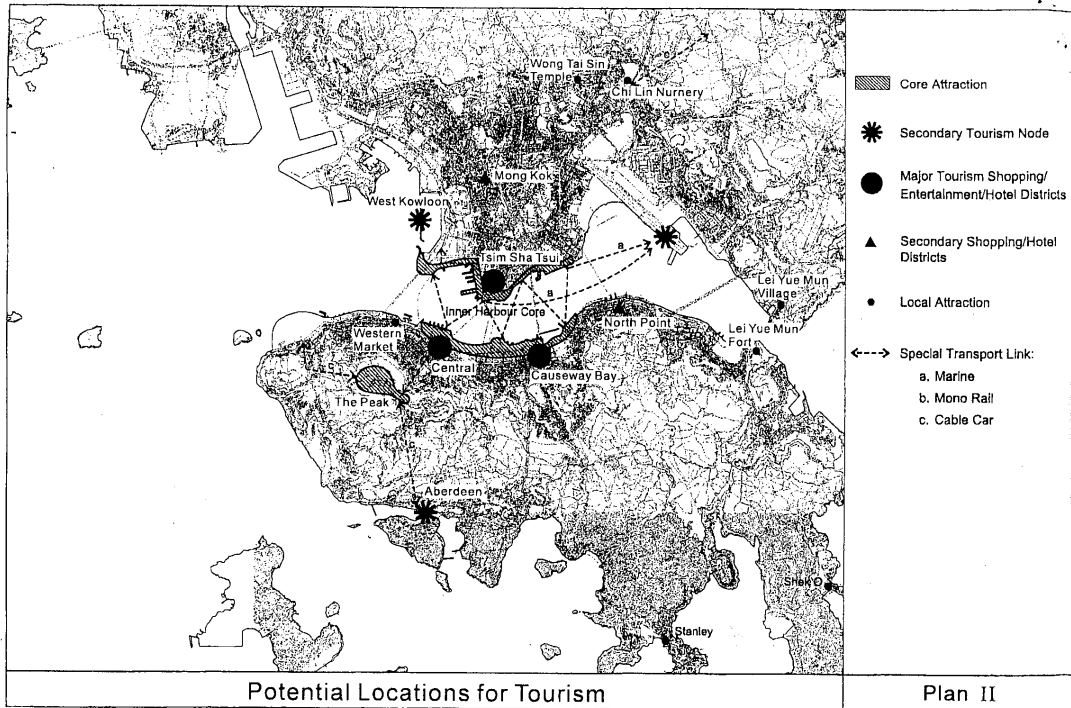 Wong Tai Sin
Temple
Chi Lin Nurnery
c
Mong Kok
West Kowloon
Tsim Sha Tsui
a
a
Inner Harbour Core
Lei Yue Mun
Village
North Point
Lei Yue Mun
Fort
Western
Market
Central
Causeway Bay
The Peak
c
Aberdeen
Shek O
Stanley
Core Attraction
Secondary Tourism Node
Major Tourism Shopping/
Entertainment/Hotel Districts
Secondary Shopping/Hotel
Districts
Local Attraction
Special Transport Link:
a. Marine
b. Mono Rail
c. Cable Car
Potential Locations for Tourism
Plan II